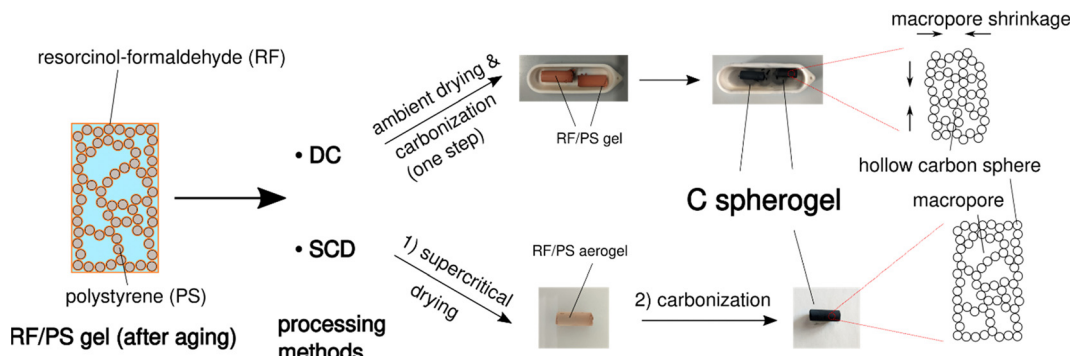 resorcinol-formaldehyde (RF)
polystyrene (PS)
RF/PS gel (after aging)
• DC
• SCD
processing
methods
ambient drying &
carbonization
(one step)
RF/PS gel
1) supercritical
drying
RF/PS aerogel
2) carbonization
C spherogel
macropore shrinkage
hollow carbon sphere
macropore